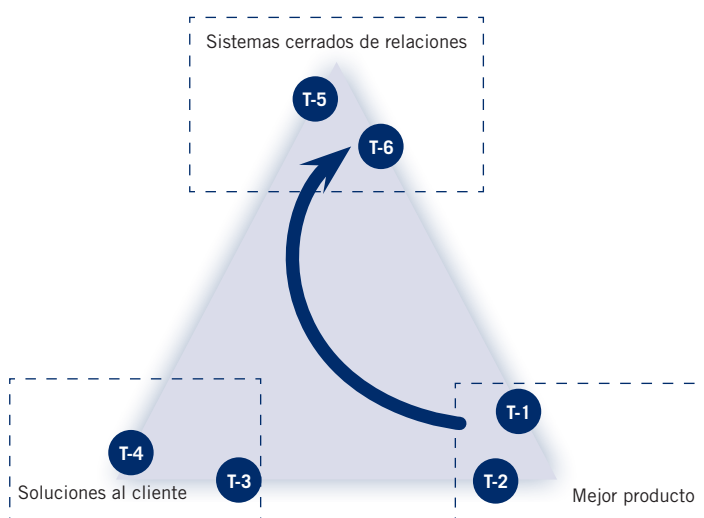 Sistemas cerrados de relaciones
T-5
T-6
T-1
T-4
T-3
T-2
Soluciones al cliente
Mejor producto